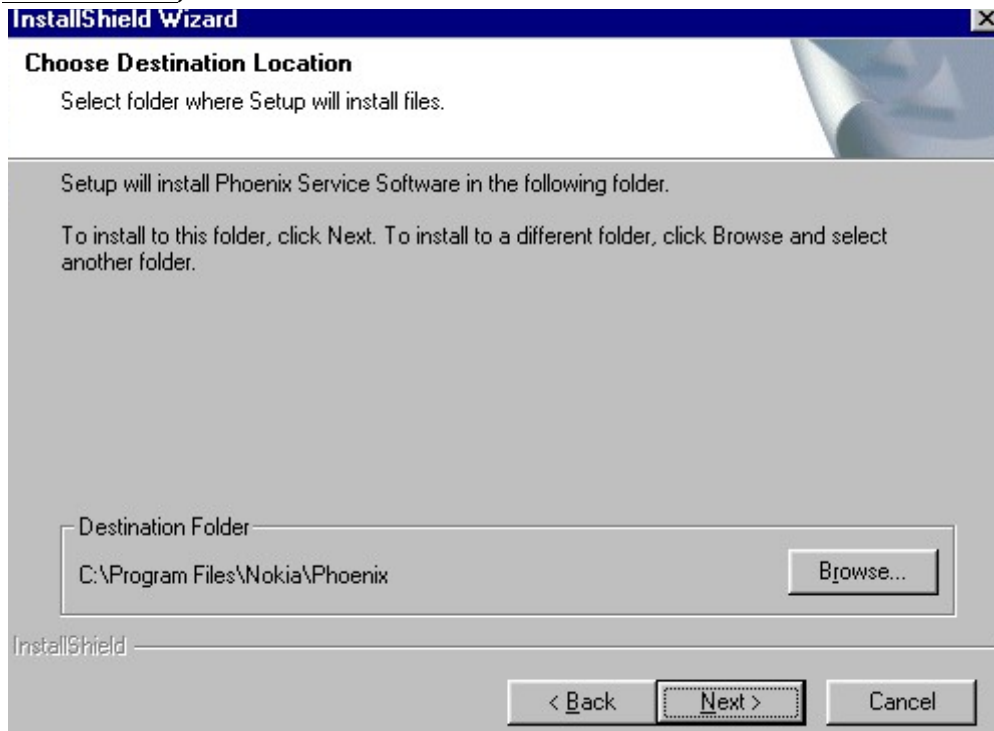 InstallShield Wizard
Choose Destination Location
Select folder where Setup will install files.
Setup will install Phoenix Service Software in the following folder.
To install to this folder, click Next. To install to a different folder, click Browse and select
another folder.
Destination Folder
C:\Program Files\Nokia\Phoenix
Browse...
InstallShield
< Back
Next >
Cancel